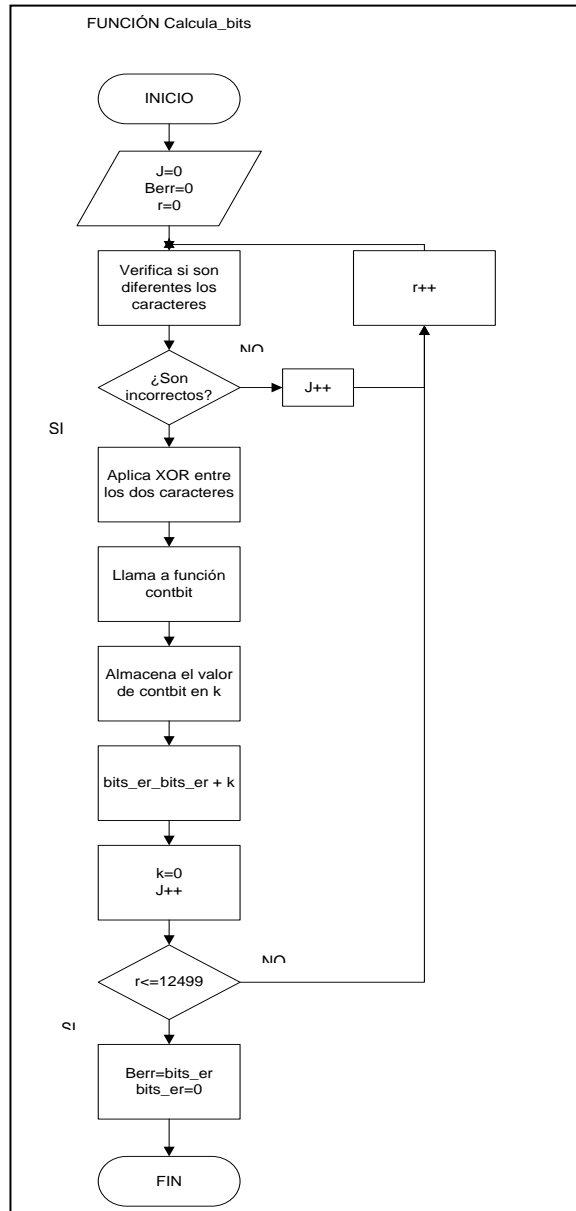 FUNCIÓN Calcula_bits
INICIO
J=0
Berr=0
r=0
Verifica si son
diferentes los
caracteres
r++
NO
¿Son
incorrectos?
J++
SI
Aplica XOR entre
los dos caracteres
Llama a función
contbit
Almacena el valor
de contbit en k
bits_er_bits_er + k
k=0
J++
NO
r<=12499
SI
Berr=bits_er
bits_er=0
FIN